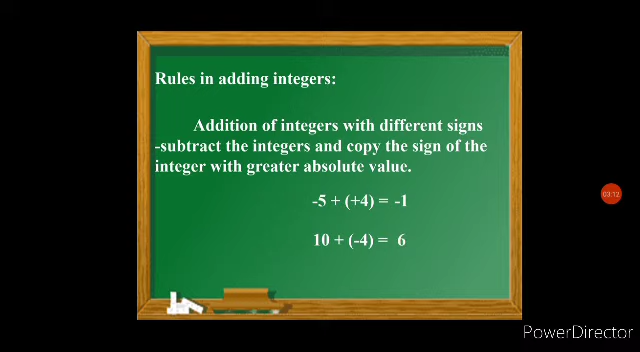 Rules in adding integers:
Addition of integers with different signs
-subtract the integers and copy the sign of the
integer with greater absolute value.
-5 + (+4) = -1
10 + (-4) = 6
03:12
PowerDirector